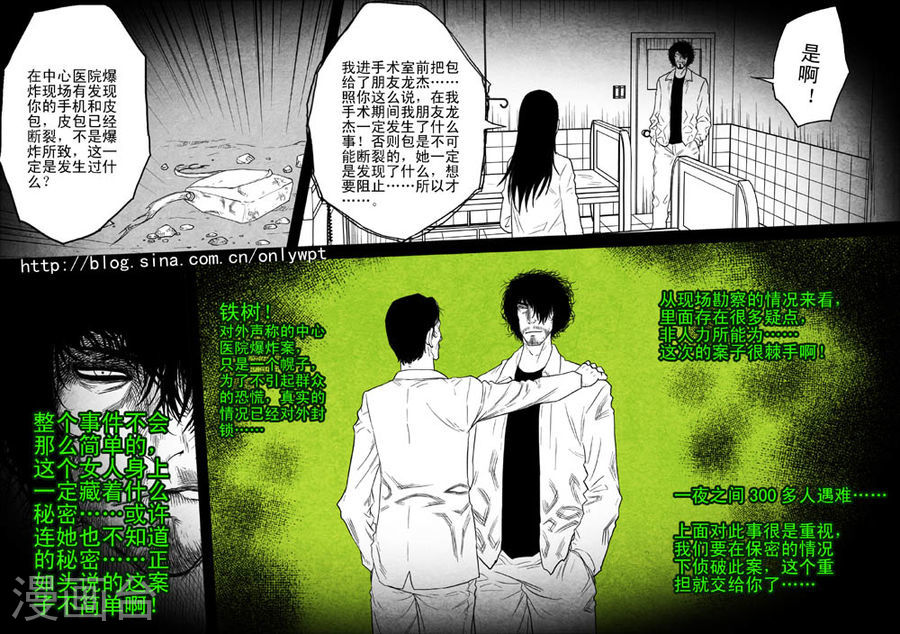 在中心医院爆
炸现场有发现
你的手机和皮
包，皮包已经
断裂，不是爆
炸所致，这一
定是发生过什
么？
我进手术室前把包
给了朋友龙杰……
照你这么说，在我
手术期间我朋友龙
杰一定发生了什么
事！否则包是不可
能断裂的，她一定
是发现了什么，想
要阻止……所以才
……。
是啊！
http://blog.sina.com.cn/onlywpt
铁树！
对外声称的中心
医院爆炸案，
只是一个幌子，
为了不引起群众
的恐慌，真实的
情况已经对外封
锁……
从现场勘察的情况来看，
里面存在很多疑点，
非人力所能为……
这次的案子很棘手啊！
一夜之间300多人遇难……
上面对此事很是重视，
我们要在保密的情况
下侦破此案，这个重
担就交给你了……
整个事件不会
那么简单的，
这个女人身上
一定藏着什么
秘密……或许
连她也不知道
的秘密……正
如头说的这案
子不简单啊！
漫画台